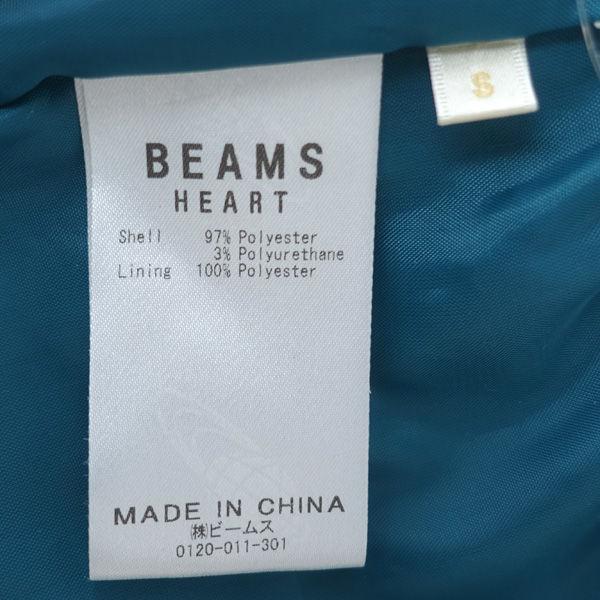 S
BEAMS
HEART
Shell 97% Polyester
3% Polyurethane
Lining 100% Polyester
MADE IN CHINA
㈱ビームス
0120-011-301